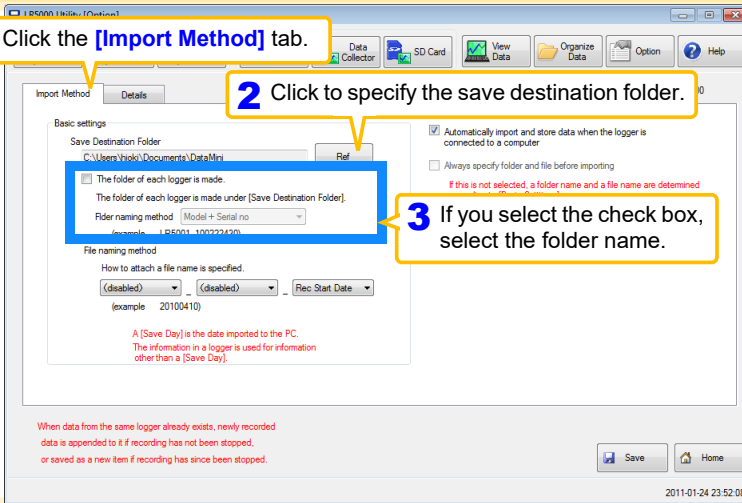 LR5000 Utility [Option]
Click the [Import Method] tab.
Data
Collector
SD Card
View
Data
Organize
Data
Option
Help
Import Method
Details
2 Click to specify the save destination folder.
Basic settings
Save Destination Folder
C:\Users\hioki\Documents\DataMini
Ref
Automatically import and store data when the logger is
connected to a computer
Always specify folder and file before importing
If this is not selected, a folder name and a file name are determined
The folder of each logger is made.
The folder of each logger is made under [Save Destination Folder].
Flder naming method
Model + Serial no
(example LR5001_100222430)
3 If you select the check box,
select the folder name.
File naming method
How to attach a file name is specified.
(disabled) _ (disabled) _ Rec Start Date
(example 20100410)
A [Save Day] is the date imported to the PC.
The information in a logger is used for information
other than a [Save Day].
When data from the same logger already exists, newly recorded
data is appended to it if recording has not been stopped,
or saved as a new item if recording has since been stopped.
Save
Home
2011-01-24 23:52:08